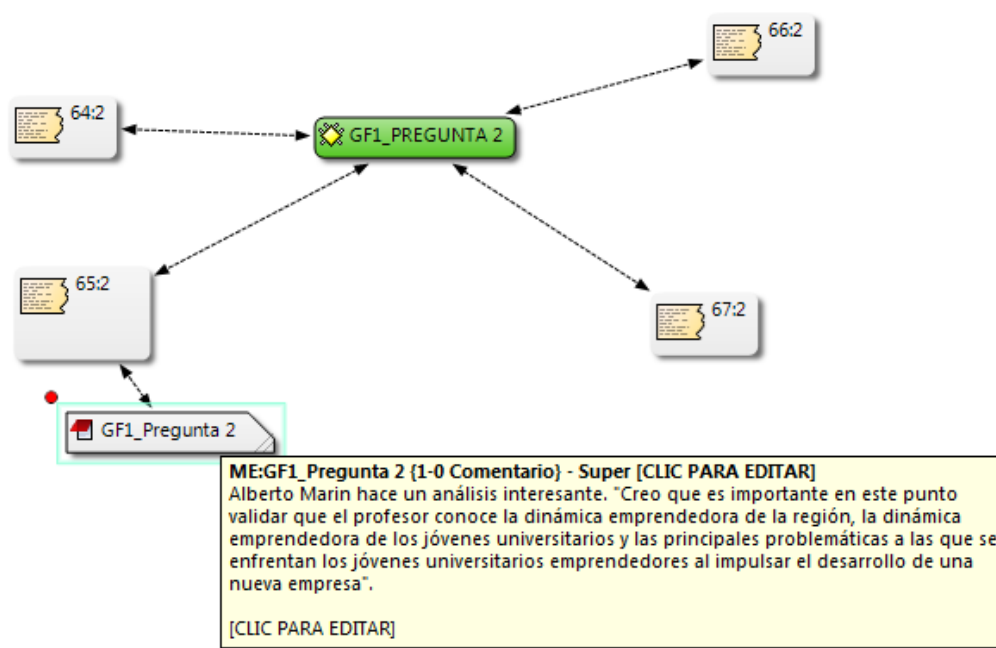 66:2
64:2
GF1_PREGUNTA 2
65:2
67:2
GF1_Pregunta 2
ME:GF1_Pregunta 2 {1-0 Comentario} - Super [CLIC PARA EDITAR]
Alberto Marin hace un análisis interesante. "Creo que es importante en este punto
validar que el profesor conoce la dinámica emprendedora de la región, la dinámica
emprendedora de los jóvenes universitarios y las principales problemáticas a las que se
enfrentan los jóvenes universitarios emprendedores al impulsar el desarrollo de una
nueva empresa".
[CLIC PARA EDITAR]